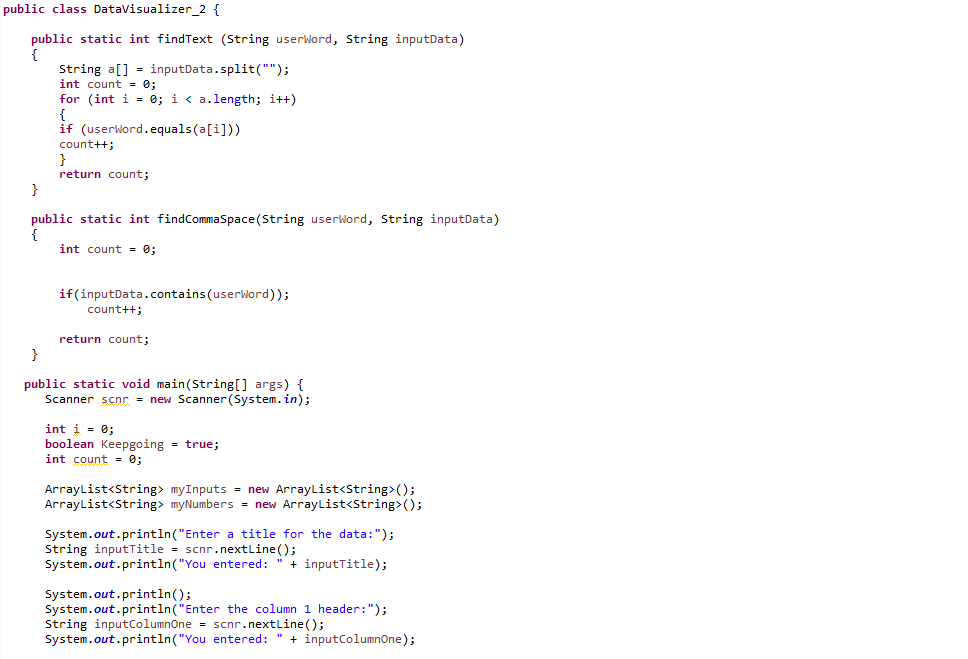 public class DataVisualizer_2 {
public static int findText (String userWord, String inputData)
{
String a[] = inputData.split("");
int count = 0;
for (int i = 0; i < a.length; i++)
{
if (userWord.equals(a[i]))
count++;
}
return count;
}
public static int findCommaSpace(String userWord, String inputData)
{
int count = 0;
if(inputData.contains(userWord));
count++;
return count;
}
public static void main(String[] args) {
Scanner scnr = new Scanner(System.in);
int i = 0;
boolean Keepgoing = true;
int count = 0;
ArrayList<String> myInputs = new ArrayList<String>();
ArrayList<String> myNumbers = new ArrayList<String>();
System.out.println("Enter a title for the data:");
String inputTitle = scnr.nextLine();
System.out.println("You entered: " + inputTitle);
System.out.println();
System.out.println("Enter the column 1 header:");
String inputColumnOne = scnr.nextLine();
System.out.println("You entered: " + inputColumnOne);